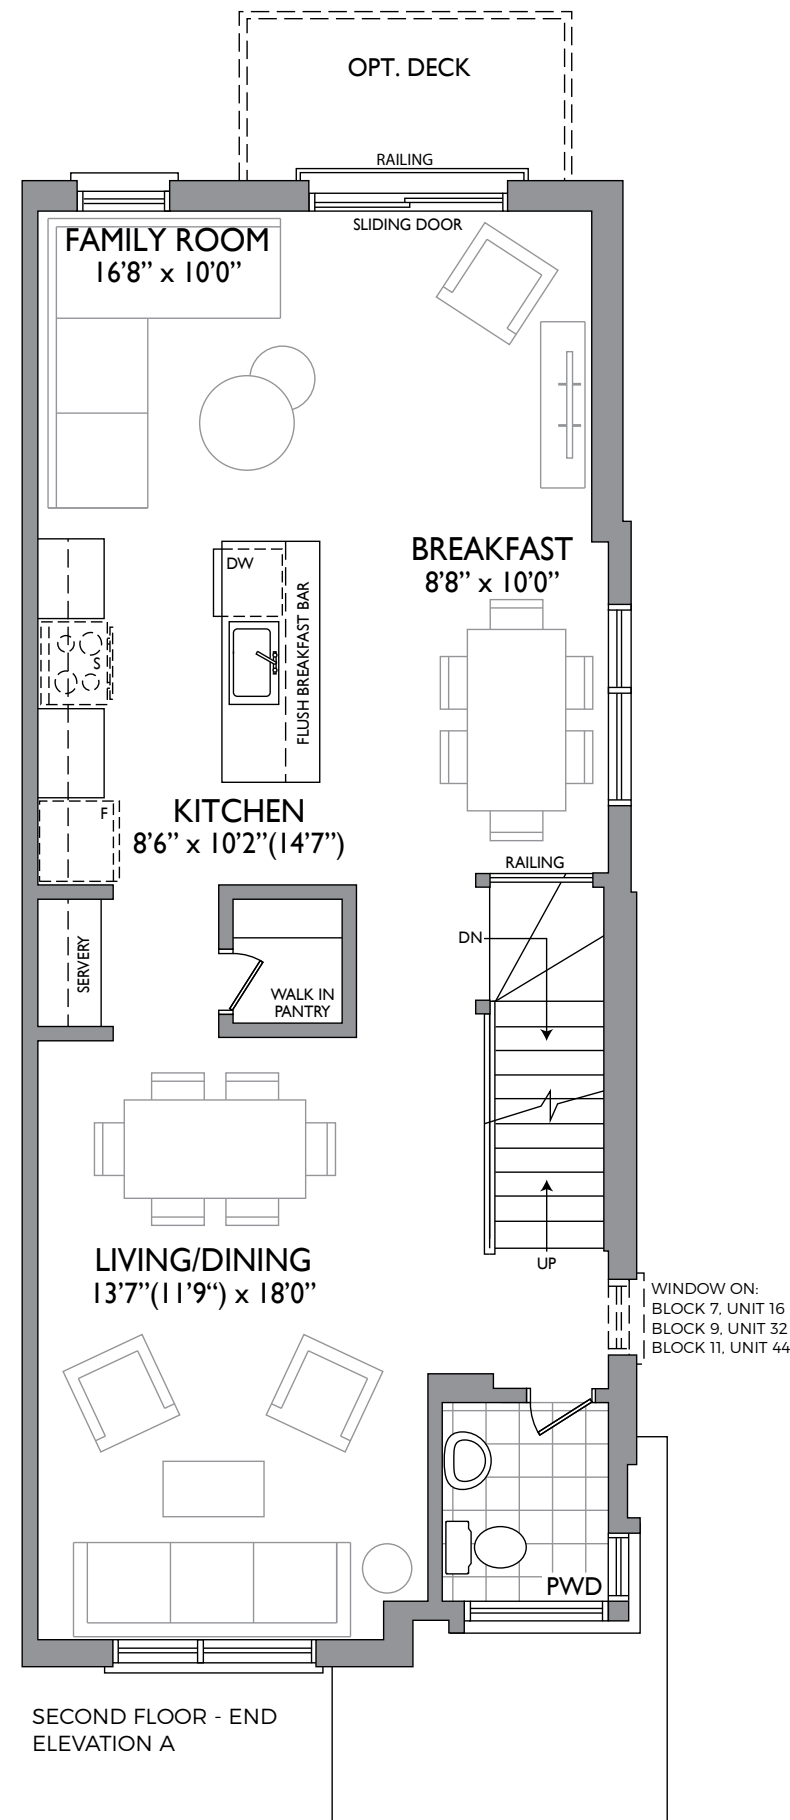 OPT. DECK
RAILING
SLIDING DOOR
FAMILY ROOM
16’8” x 10’0”
BREAKFAST
8’8” x 10’0”
DW
FLUSH BREAKFAST BAR
S
F
KITCHEN
8’6” x 10’2”(14’7”)
RAILING
DN
SERVERY
WALK IN
PANTRY
UP
LIVING/DINING
13’7”(11’9“) x 18’0”
WINDOW ON:
BLOCK 7, UNIT 16
BLOCK 9, UNIT 32
BLOCK 11, UNIT 44
PWD
SECOND FLOOR - END
ELEVATION A